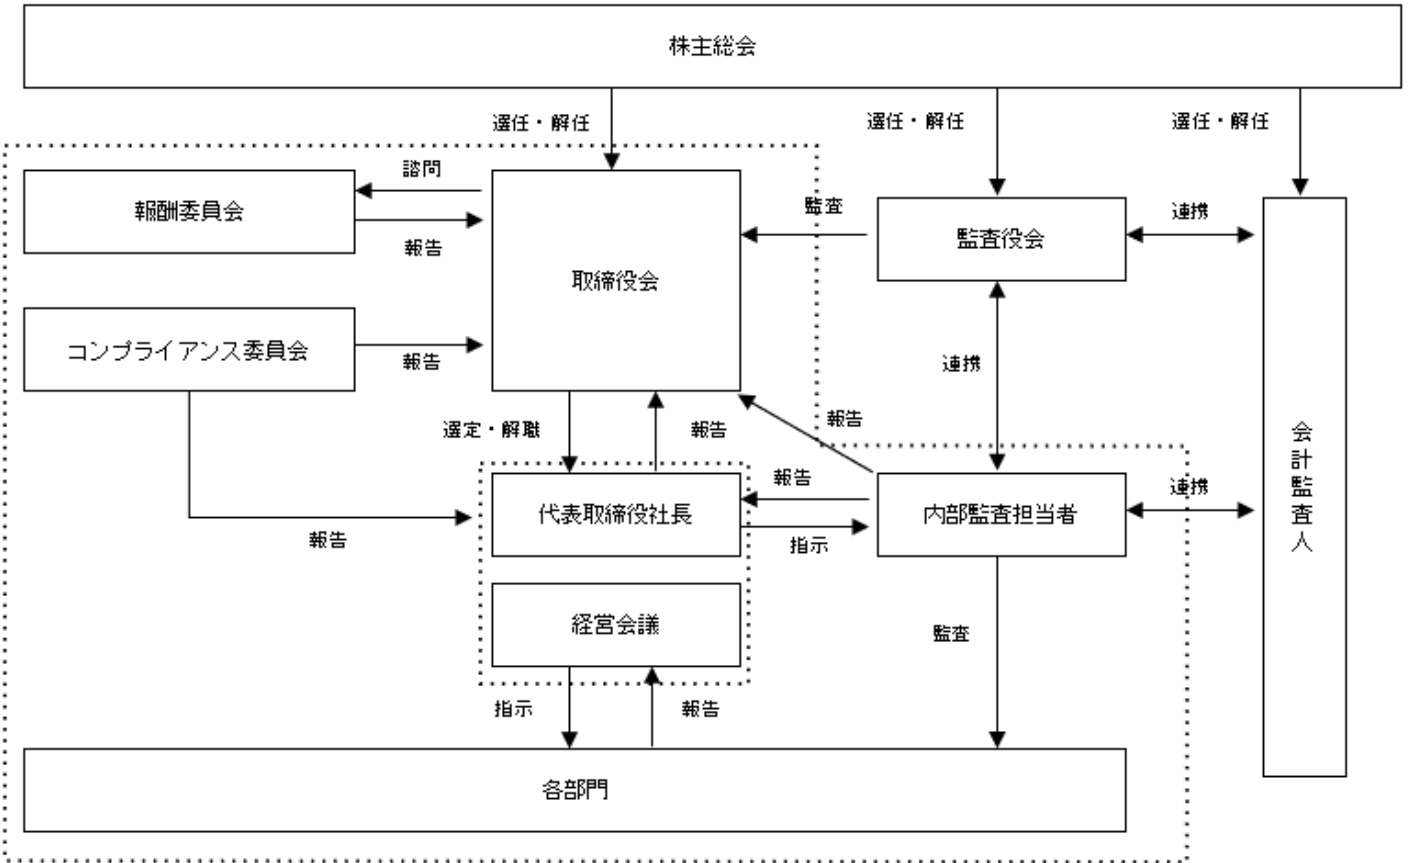 株主総会
選任・解任
選任・解任
選任・解任
諮問
報酬委員会
報告
取締役会
監査
監査役会
連携
コンプライアンス委員会
報告
連携
選定・解職
報告
報告
会計監査人
代表取締役社長
報告
指示
内部監査担当者
連携
報告
経営会議
監査
指示
報告
各部門